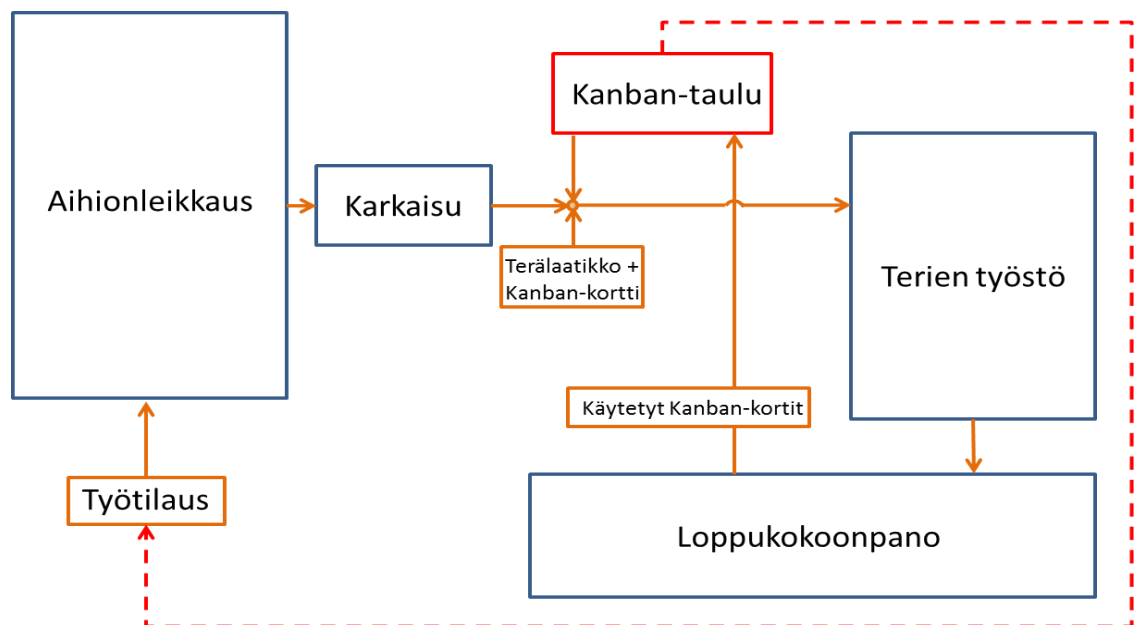 Kanban-taulu
Aihionleikkaus
Karkaisu
Terälaatikko +
Kanban-kortti
Terien työstö
Käytetyt Kanban-kortit
Työtilaus
Loppukokoonpano